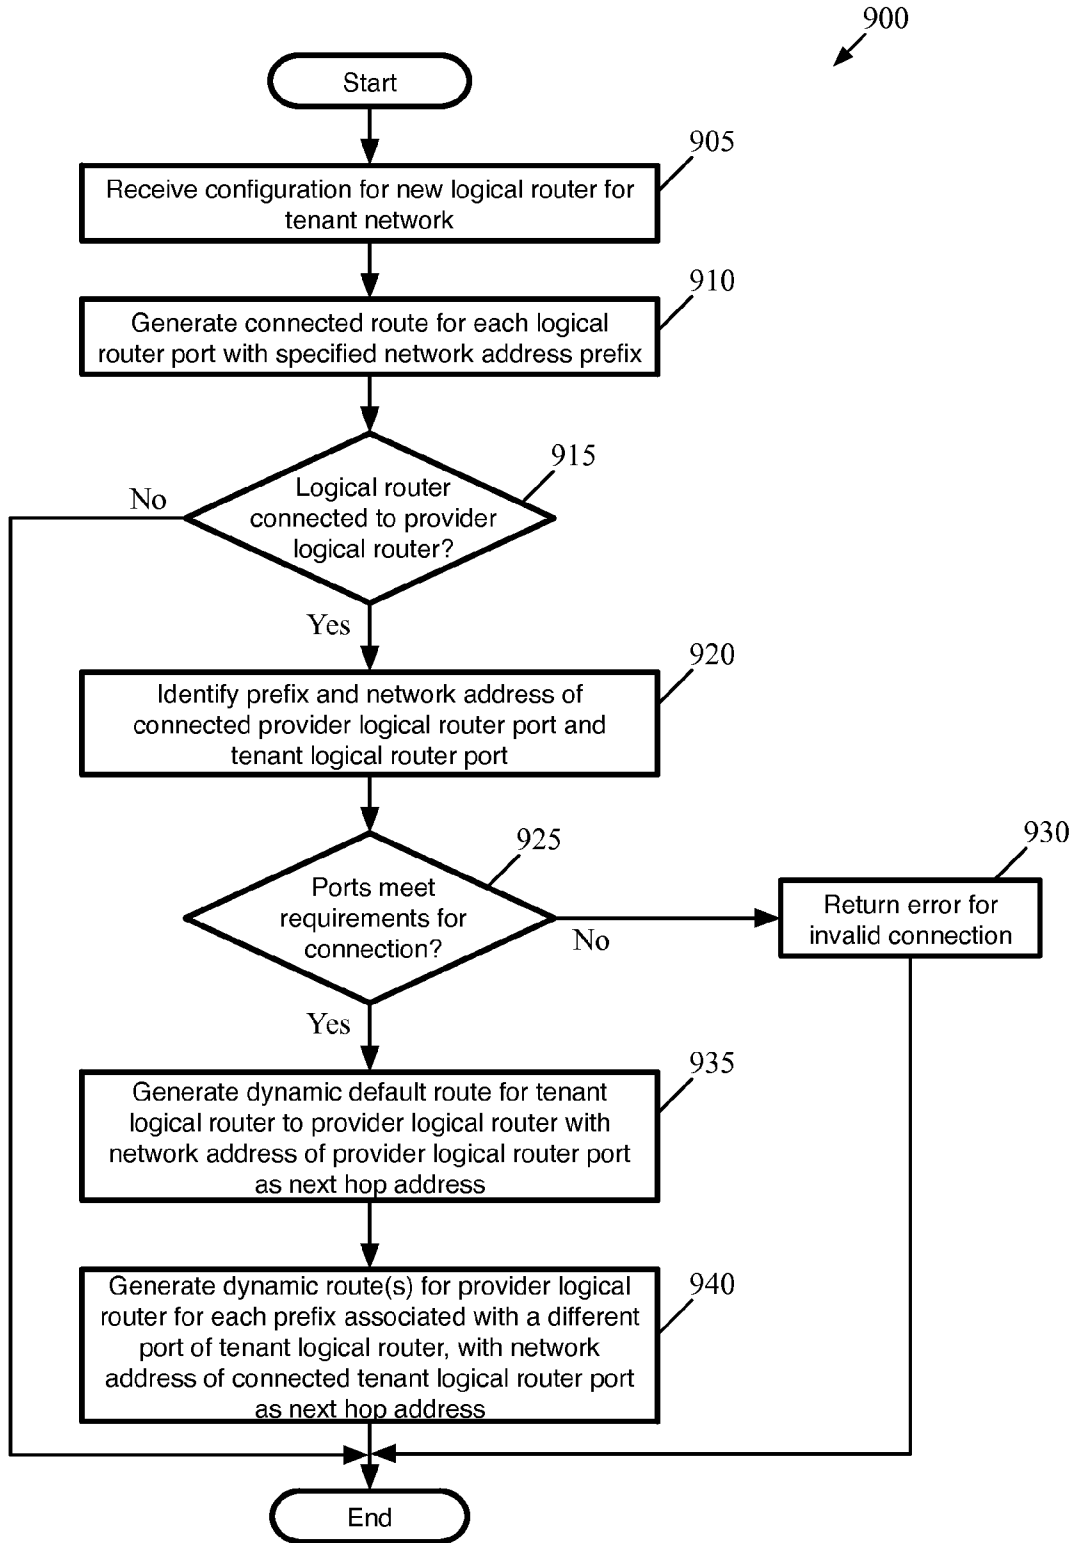 900
Start
905
Receive configuration for new logical router for
tenant network
910
Generate connected route for each logical
router port with specified network address prefix
915
No
Logical router
connected to provider
logical router?
Yes
920
Identify prefix and network address of
connected provider logical router port and
tenant logical router port
925
930
Ports meet
requirements for
connection?
No
Return error for
invalid connection
Yes
935
Generate dynamic default route for tenant
logical router to provider logical router with
network address of provider logical router port
as next hop address
940
Generate dynamic route(s) for provider logical
router for each prefix associated with a different
port of tenant logical router, with network
address of connected tenant logical router port
as next hop address
End